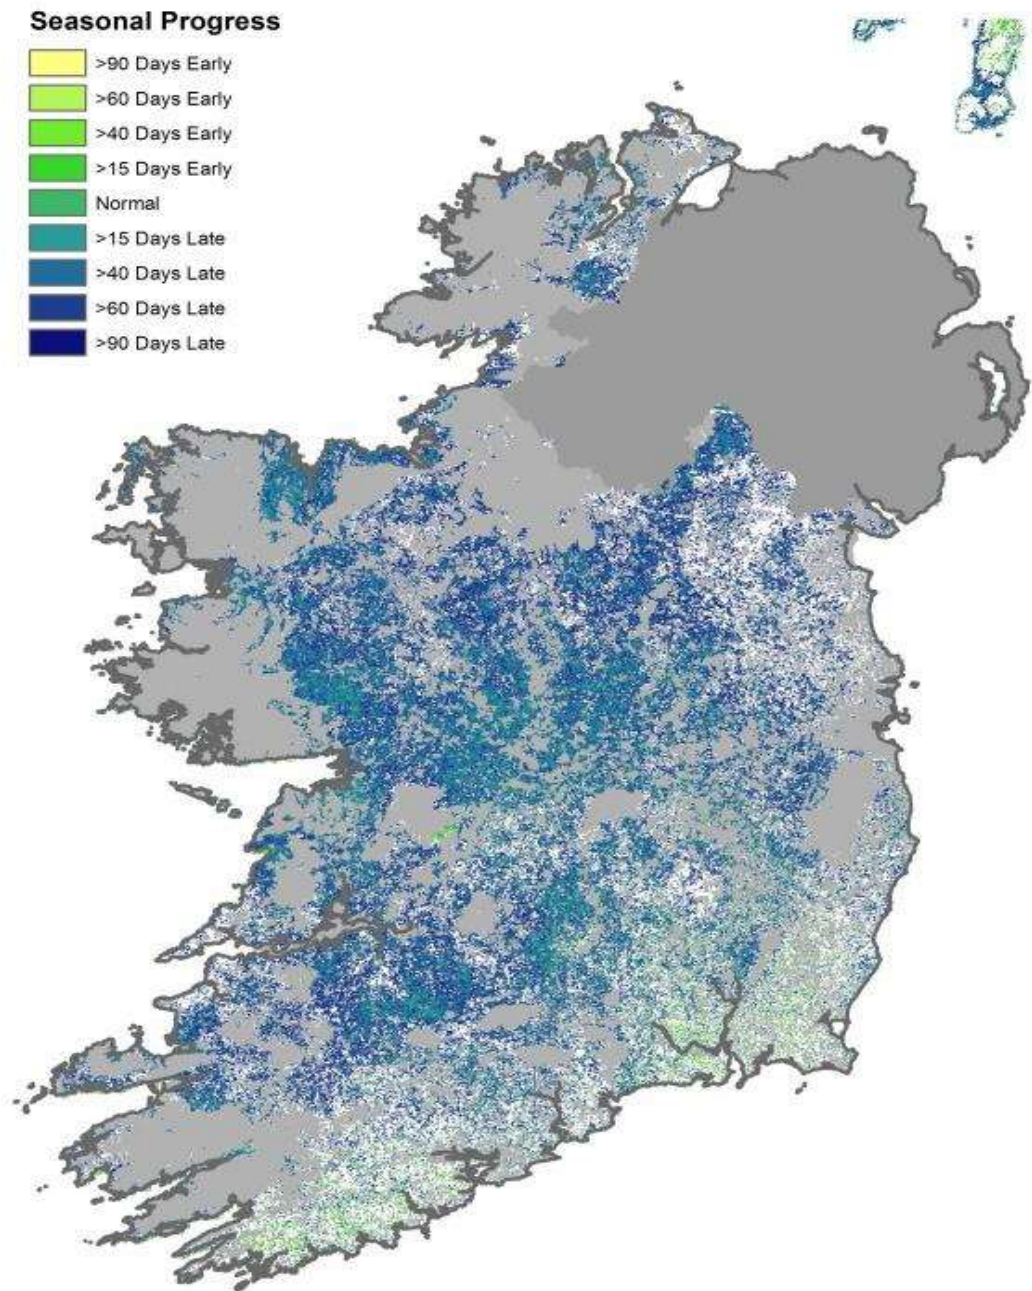 Seasonal Progress
>90 Days Early
>60 Days Early
>40 Days Early
>15 Days Early
Normal
>15 Days Late
>40 Days Late
>60 Days Late
>90 Days Late